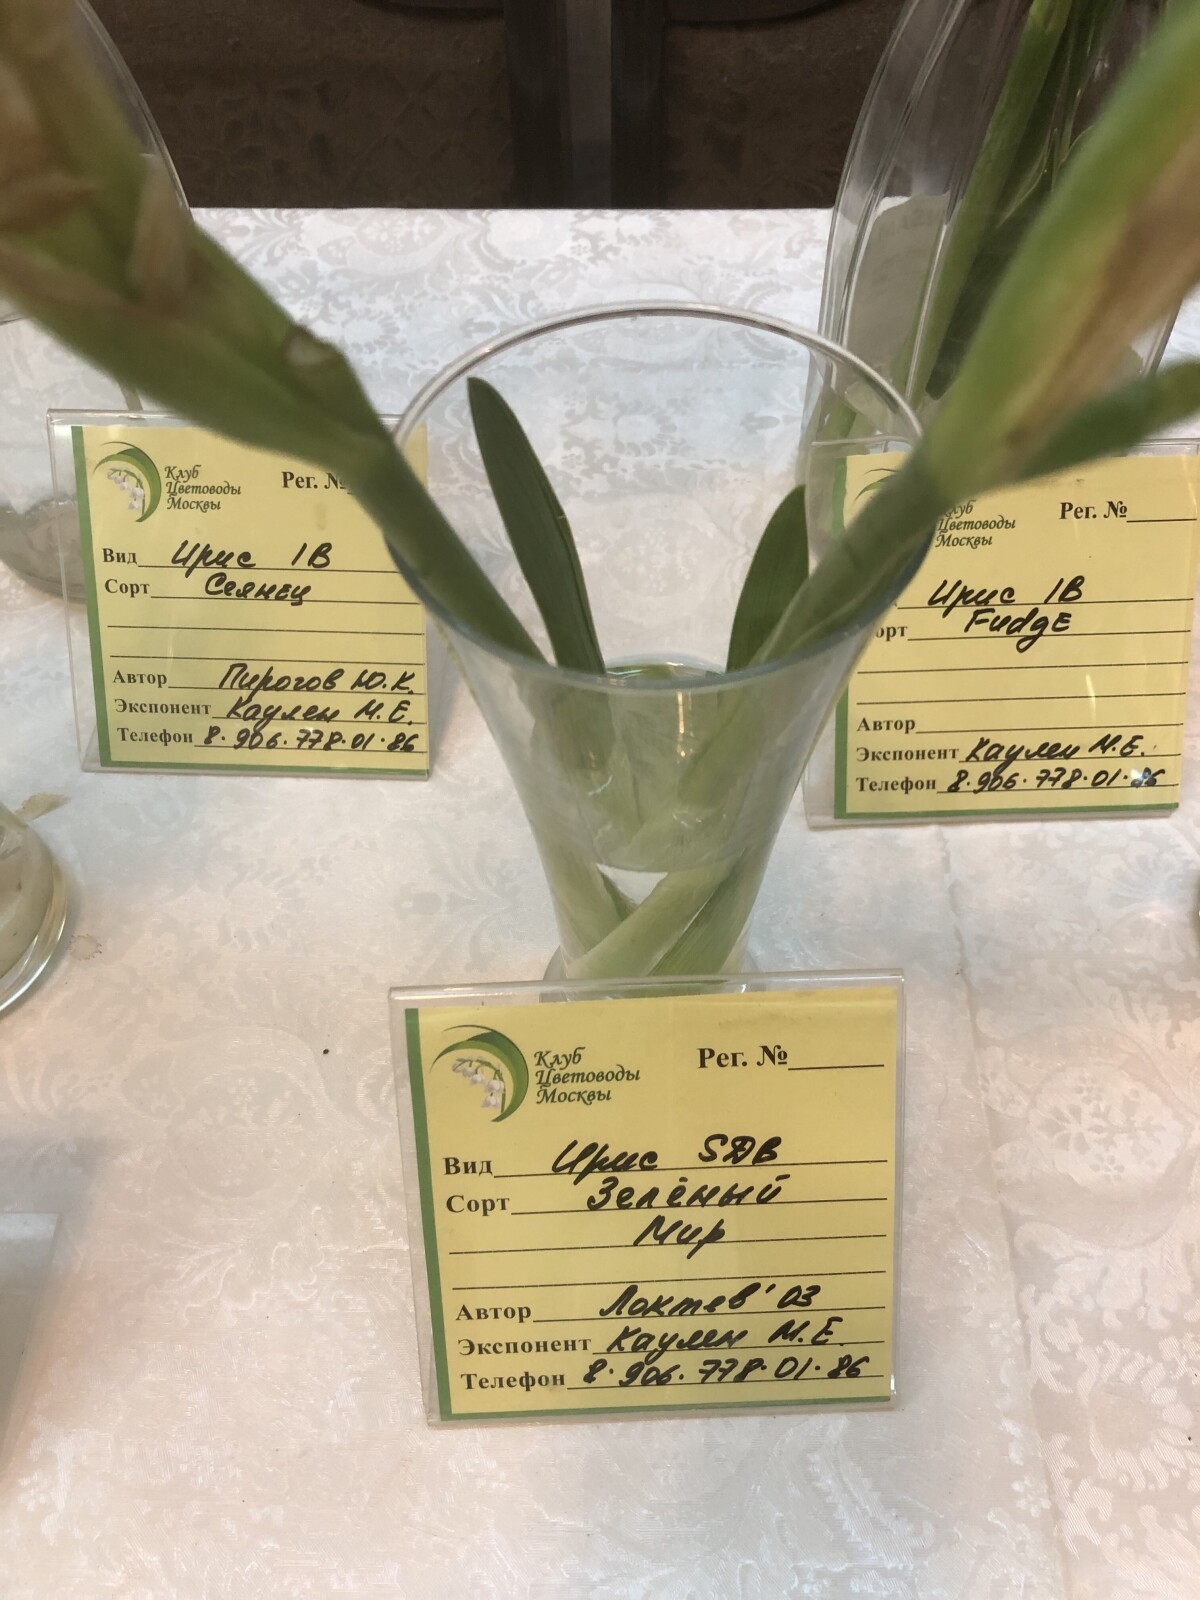 Клуб
Цветоводы
Москвы
Рег. №
Вид Ирис IB
Сорт Сеянец
Автор Пирогов Ю.К.
Экспонент Каулен М.Е.
Телефон 8.906.778.01.86
Клуб
Цветоводы
Москвы
Рег. №
Ирис IB
орт FudgE
Автор
Экспонент Каулен М.Е.
Телефон 8.906.778.01.86
Клуб
Цветоводы
Москвы
Рег. №
Вид Ирис SDB
Сорт Зелёный
Мир
Автор Локтев'03
Экспонент Каулен М.Е.
Телефон 8.906.778.01.86